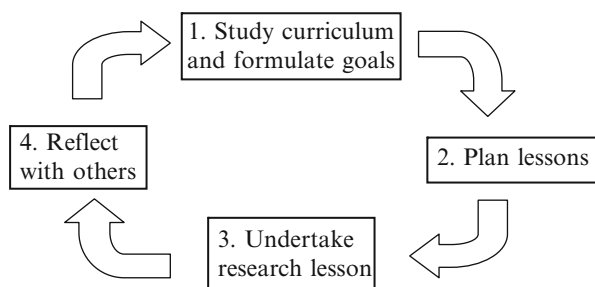 1. Study curriculum
and formulate goals
2. Plan lessons
3. Undertake
research lesson
4. Reflect
with others